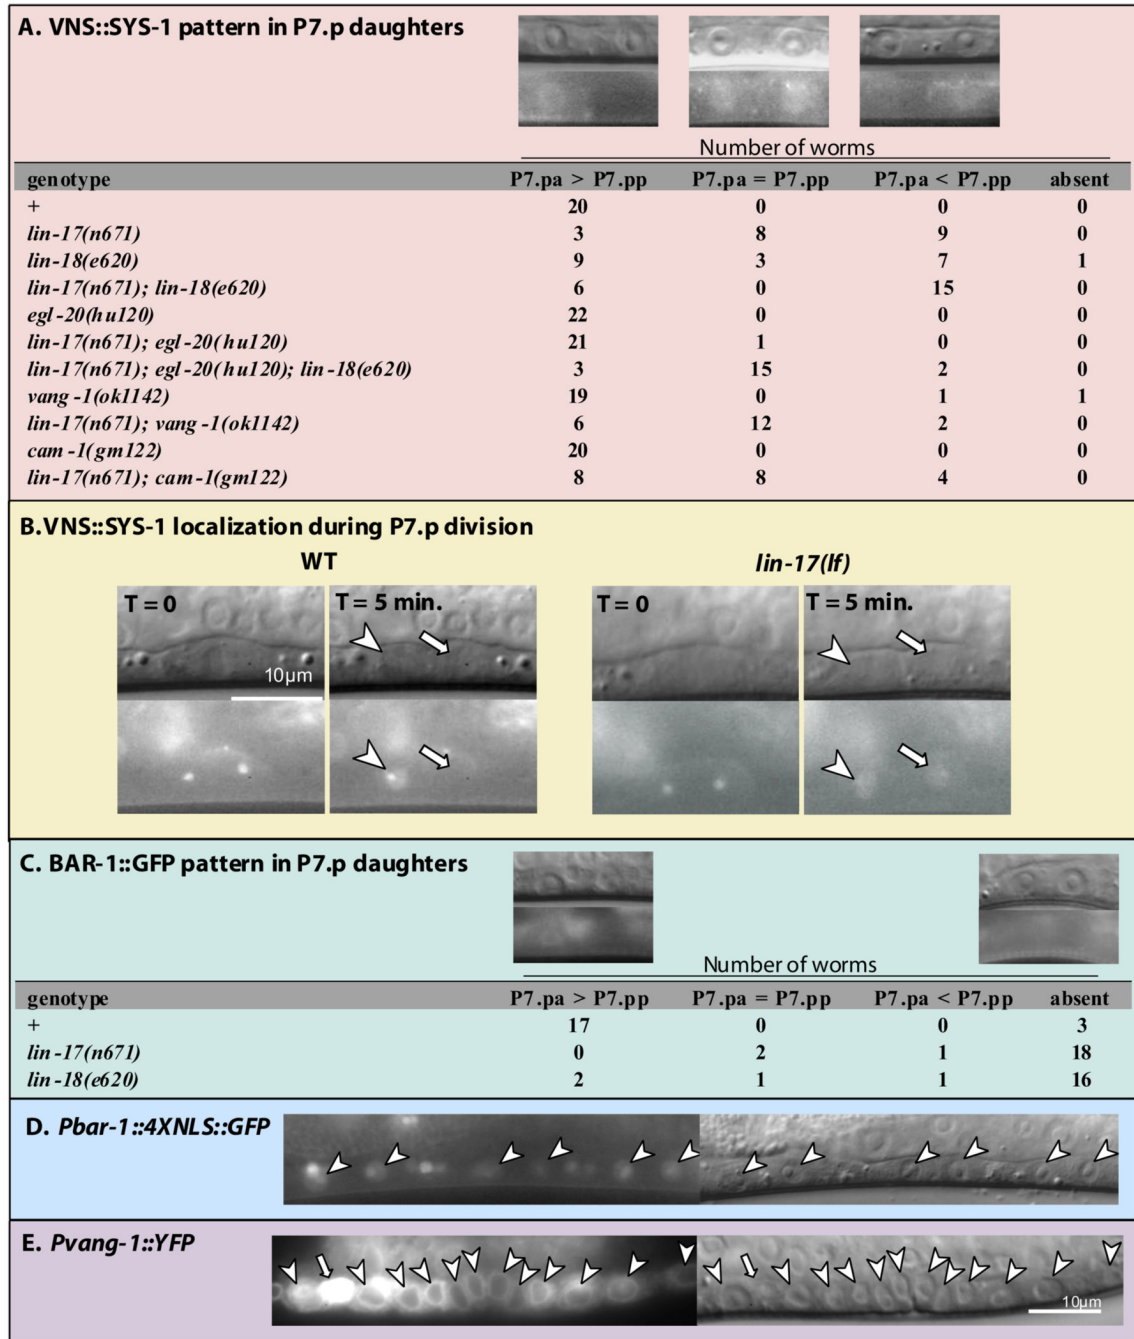 A. VNS::SYS-1 pattern in P7.p daughters
Number of worms
genotype P7.pa > P7.pp P7.pa = P7.pp P7.pa < P7.pp absent
+ 20 0 0 0
lin-17(n671) 3 8 9 0
lin-18(e620) 9 3 7 1
lin-17(n671); lin-18(e620) 6 0 15 0
egl-20(hu120) 22 0 0 0
lin-17(n671); egl-20(hu120) 21 1 0 0
lin-17(n671); egl-20(hu120); lin-18(e620) 3 15 2 0
vang-1(ok1142) 19 0 1 1
lin-17(n671); vang-1(ok1142) 6 12 2 0
cam-1(gm122) 20 0 0 0
lin-17(n671); cam-1(gm122) 8 8 4 0
B.VNS::SYS-1 localization during P7.p division
WT lin-17(lf)
T = 0 T = 5 min. T = 0 T = 5 min.
10µm
C. BAR-1::GFP pattern in P7.p daughters
Number of worms
genotype P7.pa > P7.pp P7.pa = P7.pp P7.pa < P7.pp absent
+ 17 0 0 3
lin-17(n671) 0 2 1 18
lin-18(e620) 2 1 1 16
D. Pbar-1::4XNLS::GFP
E. Pvang-1::YFP
10µm